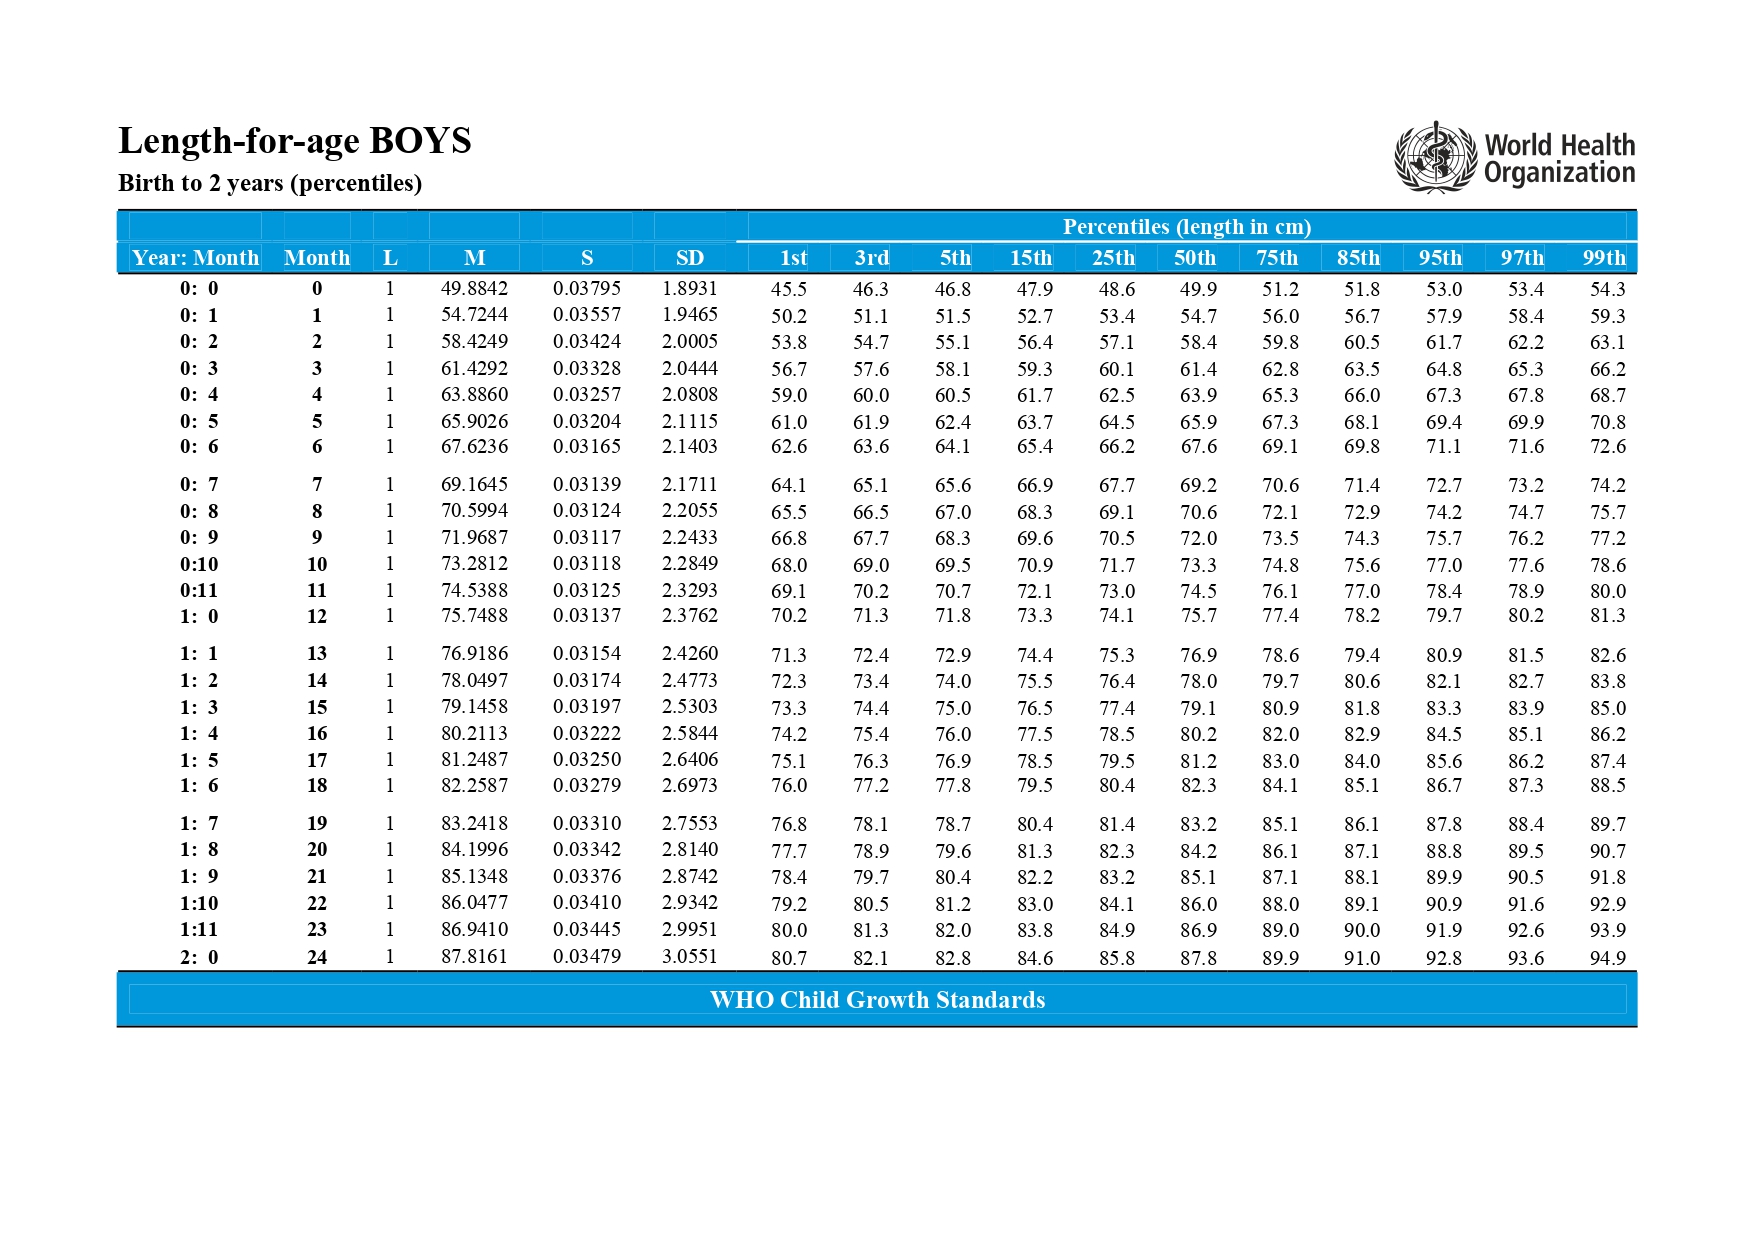 Length-for-age BOYS
Birth to 2 years (percentiles)
World Health
Organization
Percentiles (length in cm)
Year: Month Month L M S SD 1st 3rd 5th 15th 25th 50th 75th 85th 95th 97th 99th
0: 0 0 1 49.8842 0.03795 1.8931 45.5 46.3 46.8 47.9 48.6 49.9 51.2 51.8 53.0 53.4 54.3
0: 1 1 1 54.7244 0.03557 1.9465 50.2 51.1 51.5 52.7 53.4 54.7 56.0 56.7 57.9 58.4 59.3
0: 2 2 1 58.4249 0.03424 2.0005 53.8 54.7 55.1 56.4 57.1 58.4 59.8 60.5 61.7 62.2 63.1
0: 3 3 1 61.4292 0.03328 2.0444 56.7 57.6 58.1 59.3 60.1 61.4 62.8 63.5 64.8 65.3 66.2
0: 4 4 1 63.8860 0.03257 2.0808 59.0 60.0 60.5 61.7 62.5 63.9 65.3 66.0 67.3 67.8 68.7
0: 5 5 1 65.9026 0.03204 2.1115 61.0 61.9 62.4 63.7 64.5 65.9 67.3 68.1 69.4 69.9 70.8
0: 6 6 1 67.6236 0.03165 2.1403 62.6 63.6 64.1 65.4 66.2 67.6 69.1 69.8 71.1 71.6 72.6
0: 7 7 1 69.1645 0.03139 2.1711 64.1 65.1 65.6 66.9 67.7 69.2 70.6 71.4 72.7 73.2 74.2
0: 8 8 1 70.5994 0.03124 2.2055 65.5 66.5 67.0 68.3 69.1 70.6 72.1 72.9 74.2 74.7 75.7
0: 9 9 1 71.9687 0.03117 2.2433 66.8 67.7 68.3 69.6 70.5 72.0 73.5 74.3 75.7 76.2 77.2
0:10 10 1 73.2812 0.03118 2.2849 68.0 69.0 69.5 70.9 71.7 73.3 74.8 75.6 77.0 77.6 78.6
0:11 11 1 74.5388 0.03125 2.3293 69.1 70.2 70.7 72.1 73.0 74.5 76.1 77.0 78.4 78.9 80.0
1: 0 12 1 75.7488 0.03137 2.3762 70.2 71.3 71.8 73.3 74.1 75.7 77.4 78.2 79.7 80.2 81.3
1: 1 13 1 76.9186 0.03154 2.4260 71.3 72.4 72.9 74.4 75.3 76.9 78.6 79.4 80.9 81.5 82.6
1: 2 14 1 78.0497 0.03174 2.4773 72.3 73.4 74.0 75.5 76.4 78.0 79.7 80.6 82.1 82.7 83.8
1: 3 15 1 79.1458 0.03197 2.5303 73.3 74.4 75.0 76.5 77.4 79.1 80.9 81.8 83.3 83.9 85.0
1: 4 16 1 80.2113 0.03222 2.5844 74.2 75.4 76.0 77.5 78.5 80.2 82.0 82.9 84.5 85.1 86.2
1: 5 17 1 81.2487 0.03250 2.6406 75.1 76.3 76.9 78.5 79.5 81.2 83.0 84.0 85.6 86.2 87.4
1: 6 18 1 82.2587 0.03279 2.6973 76.0 77.2 77.8 79.5 80.4 82.3 84.1 85.1 86.7 87.3 88.5
1: 7 19 1 83.2418 0.03310 2.7553 76.8 78.1 78.7 80.4 81.4 83.2 85.1 86.1 87.8 88.4 89.7
1: 8 20 1 84.1996 0.03342 2.8140 77.7 78.9 79.6 81.3 82.3 84.2 86.1 87.1 88.8 89.5 90.7
1: 9 21 1 85.1348 0.03376 2.8742 78.4 79.7 80.4 82.2 83.2 85.1 87.1 88.1 89.9 90.5 91.8
1:10 22 1 86.0477 0.03410 2.9342 79.2 80.5 81.2 83.0 84.1 86.0 88.0 89.1 90.9 91.6 92.9
1:11 23 1 86.9410 0.03445 2.9951 80.0 81.3 82.0 83.8 84.9 86.9 89.0 90.0 91.9 92.6 93.9
2: 0 24 1 87.8161 0.03479 3.0551 80.7 82.1 82.8 84.6 85.8 87.8 89.9 91.0 92.8 93.6 94.9
WHO Child Growth Standards